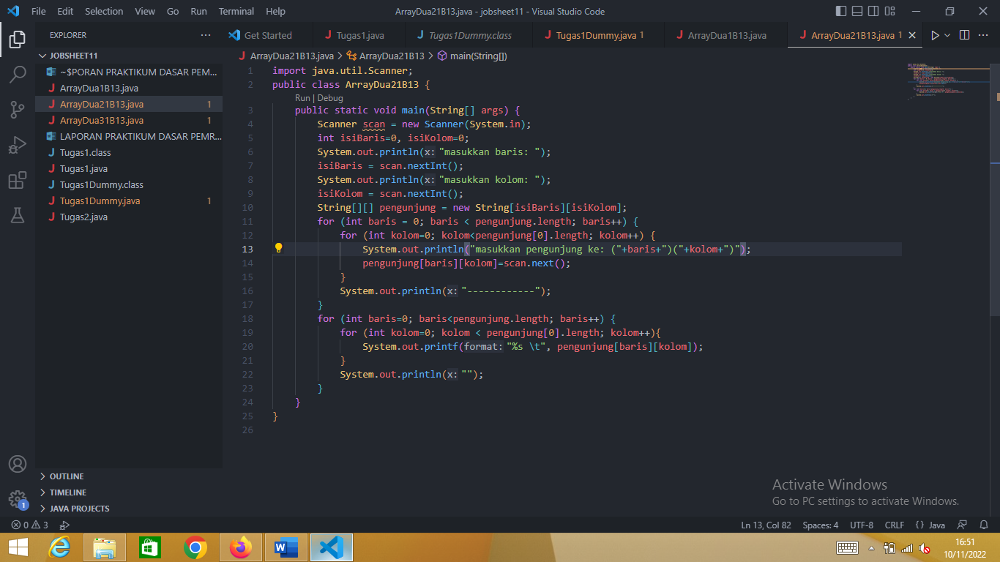 File Edit Selection View Go Run Terminal Help
ArrayDua21B13.java - jobsheet11 - Visual Studio Code
EXPLORER
Get Started
Tugas1.java
Tugas1Dummy.class
Tugas1Dummy.java 1
ArrayDua1B13.java
ArrayDua21B13.java 1
JOBSHEET11
~$PORAN PRAKTIKUM DASAR PEM...
ArrayDua1B13.java
ArrayDua21B13.java 1
ArrayDua31B13.java 1
LAPORAN PRAKTIKUM DASAR PEMR...
Tugas1.class
Tugas1.java
Tugas1Dummy.class
Tugas1Dummy.java 1
Tugas2.java
OUTLINE
TIMELINE
JAVA PROJECTS
ArrayDua21B13.java > ArrayDua21B13 > main(String[])
1 import java.util.Scanner;
2 public class ArrayDua21B13 {
Run | Debug
3 public static void main(String[] args) {
4 Scanner scan = new Scanner(System.in);
5 int isiBaris=0, isiKolom=0;
6 System.out.println(x: "masukkan baris: ");
7 isiBaris = scan.nextInt();
8 System.out.println(x: "masukkan kolom: ");
9 isiKolom = scan.nextInt();
10 String[][] pengunjung = new String[isiBaris][isiKolom];
11 for (int baris = 0; baris < pengunjung.length; baris++) {
12 for (int kolom=0; kolom<pengunjung[0].length; kolom++) {
13 System.out.println("masukkan pengunjung ke: ("+baris+")("+kolom+")");
14 pengunjung[baris][kolom]=scan.next();
15 }
16 System.out.println(x: "------------");
17 }
18 for (int baris=0; baris<pengunjung.length; baris++) {
19 for (int kolom=0; kolom < pengunjung[0].length; kolom++){
20 System.out.printf(format: "%s \t", pengunjung[baris][kolom]);
21 }
22 System.out.println(x: "");
23 }
24 }
25 }
26
Activate Windows
Go to PC settings to activate Windows.
1
0 3
Ln 13, Col 82 Spaces: 4 UTF-8 CRLF {} Java
16:51
10/11/2022